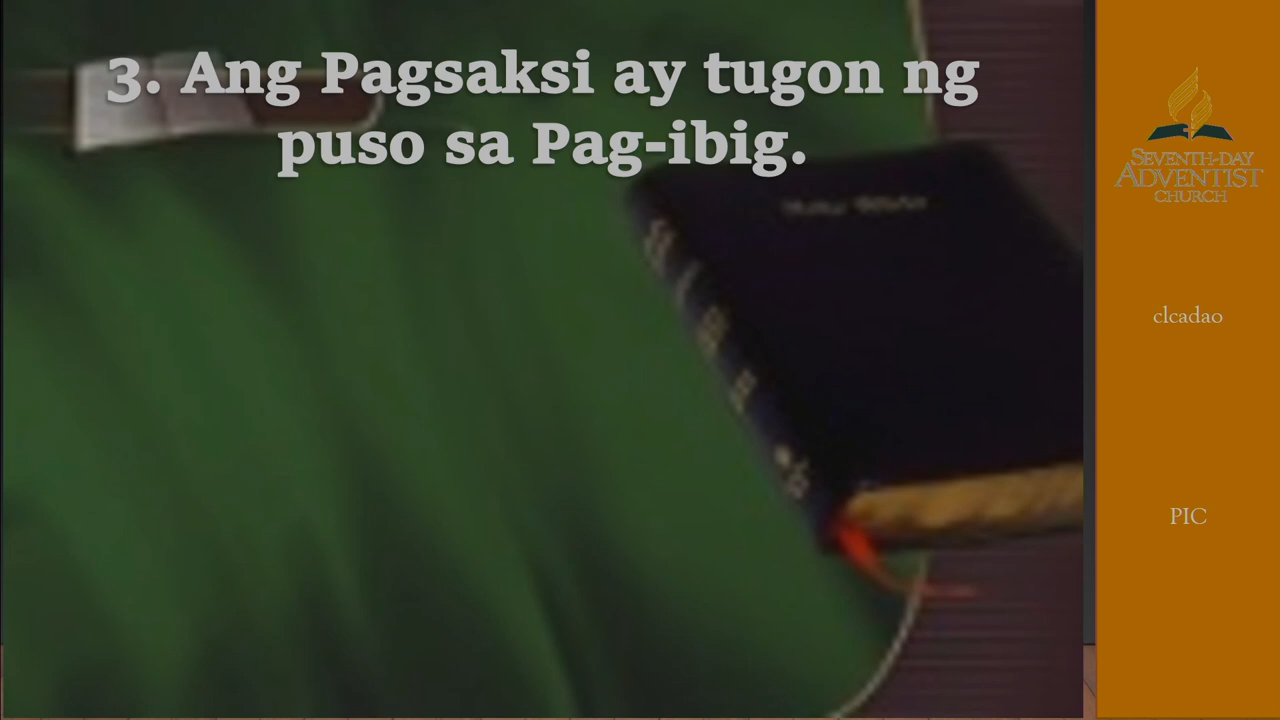 3. Ang Pagsaksi ay tugon ng
puso sa Pag-ibig.
SEVENTH-DAY
ADVENTIST
CHURCH
clcadao
PIC